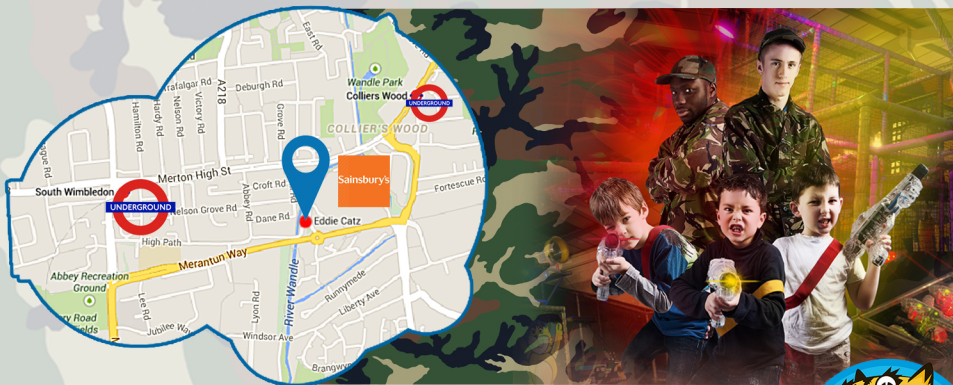 East Rd
Wandle Park
Trafalgar Rd
Deburgh Rd
A218
Victory Rd
Nelson Rd
Hardy Rd
Hamilton Rd
Grove Rd
Colliers Wood
UNDERGROUND
COLLIER'S WOOD
Merton High St
Sainsbury's
South Wimbledon
UNDERGROUND
Croft Rd
Abbey Rd
Fortescue Rd
Nelson Grove Rd
Dane Rd
Eddie Catz
High Path
Merantun Way
Abbey Recreation
Ground
River Wandle
Runnymede
Liberty Ave
Lee Rd
Lyon Rd
Jubilee Way
Windsor Ave